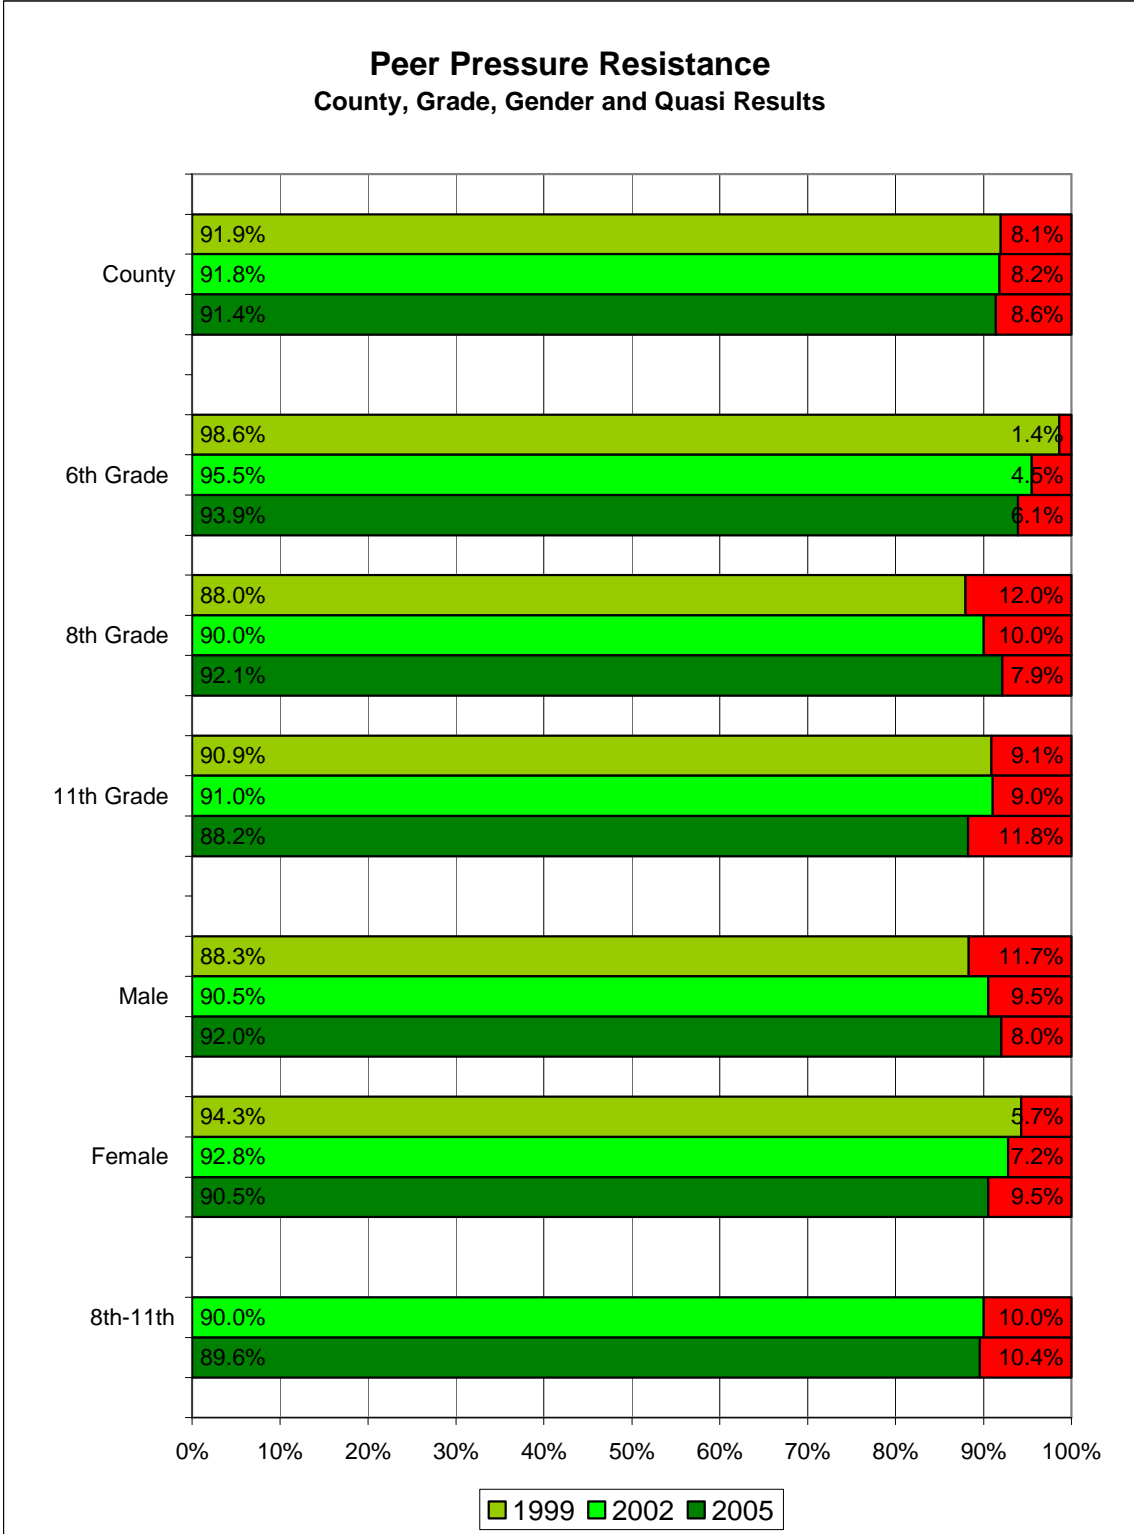 Peer Pressure Resistance
County, Grade, Gender and Quasi Results
91.9% 8.1%
County 91.8% 8.2%
91.4% 8.6%
98.6% 1.4%
6th Grade 95.5% 4.5%
93.9% 6.1%
88.0% 12.0%
8th Grade 90.0% 10.0%
92.1% 7.9%
90.9% 9.1%
11th Grade 91.0% 9.0%
88.2% 11.8%
88.3% 11.7%
Male 90.5% 9.5%
92.0% 8.0%
94.3% 5.7%
Female 92.8% 7.2%
90.5% 9.5%
8th-11th 90.0% 10.0%
89.6% 10.4%
0% 10% 20% 30% 40% 50% 60% 70% 80% 90% 100%
1999 2002 2005